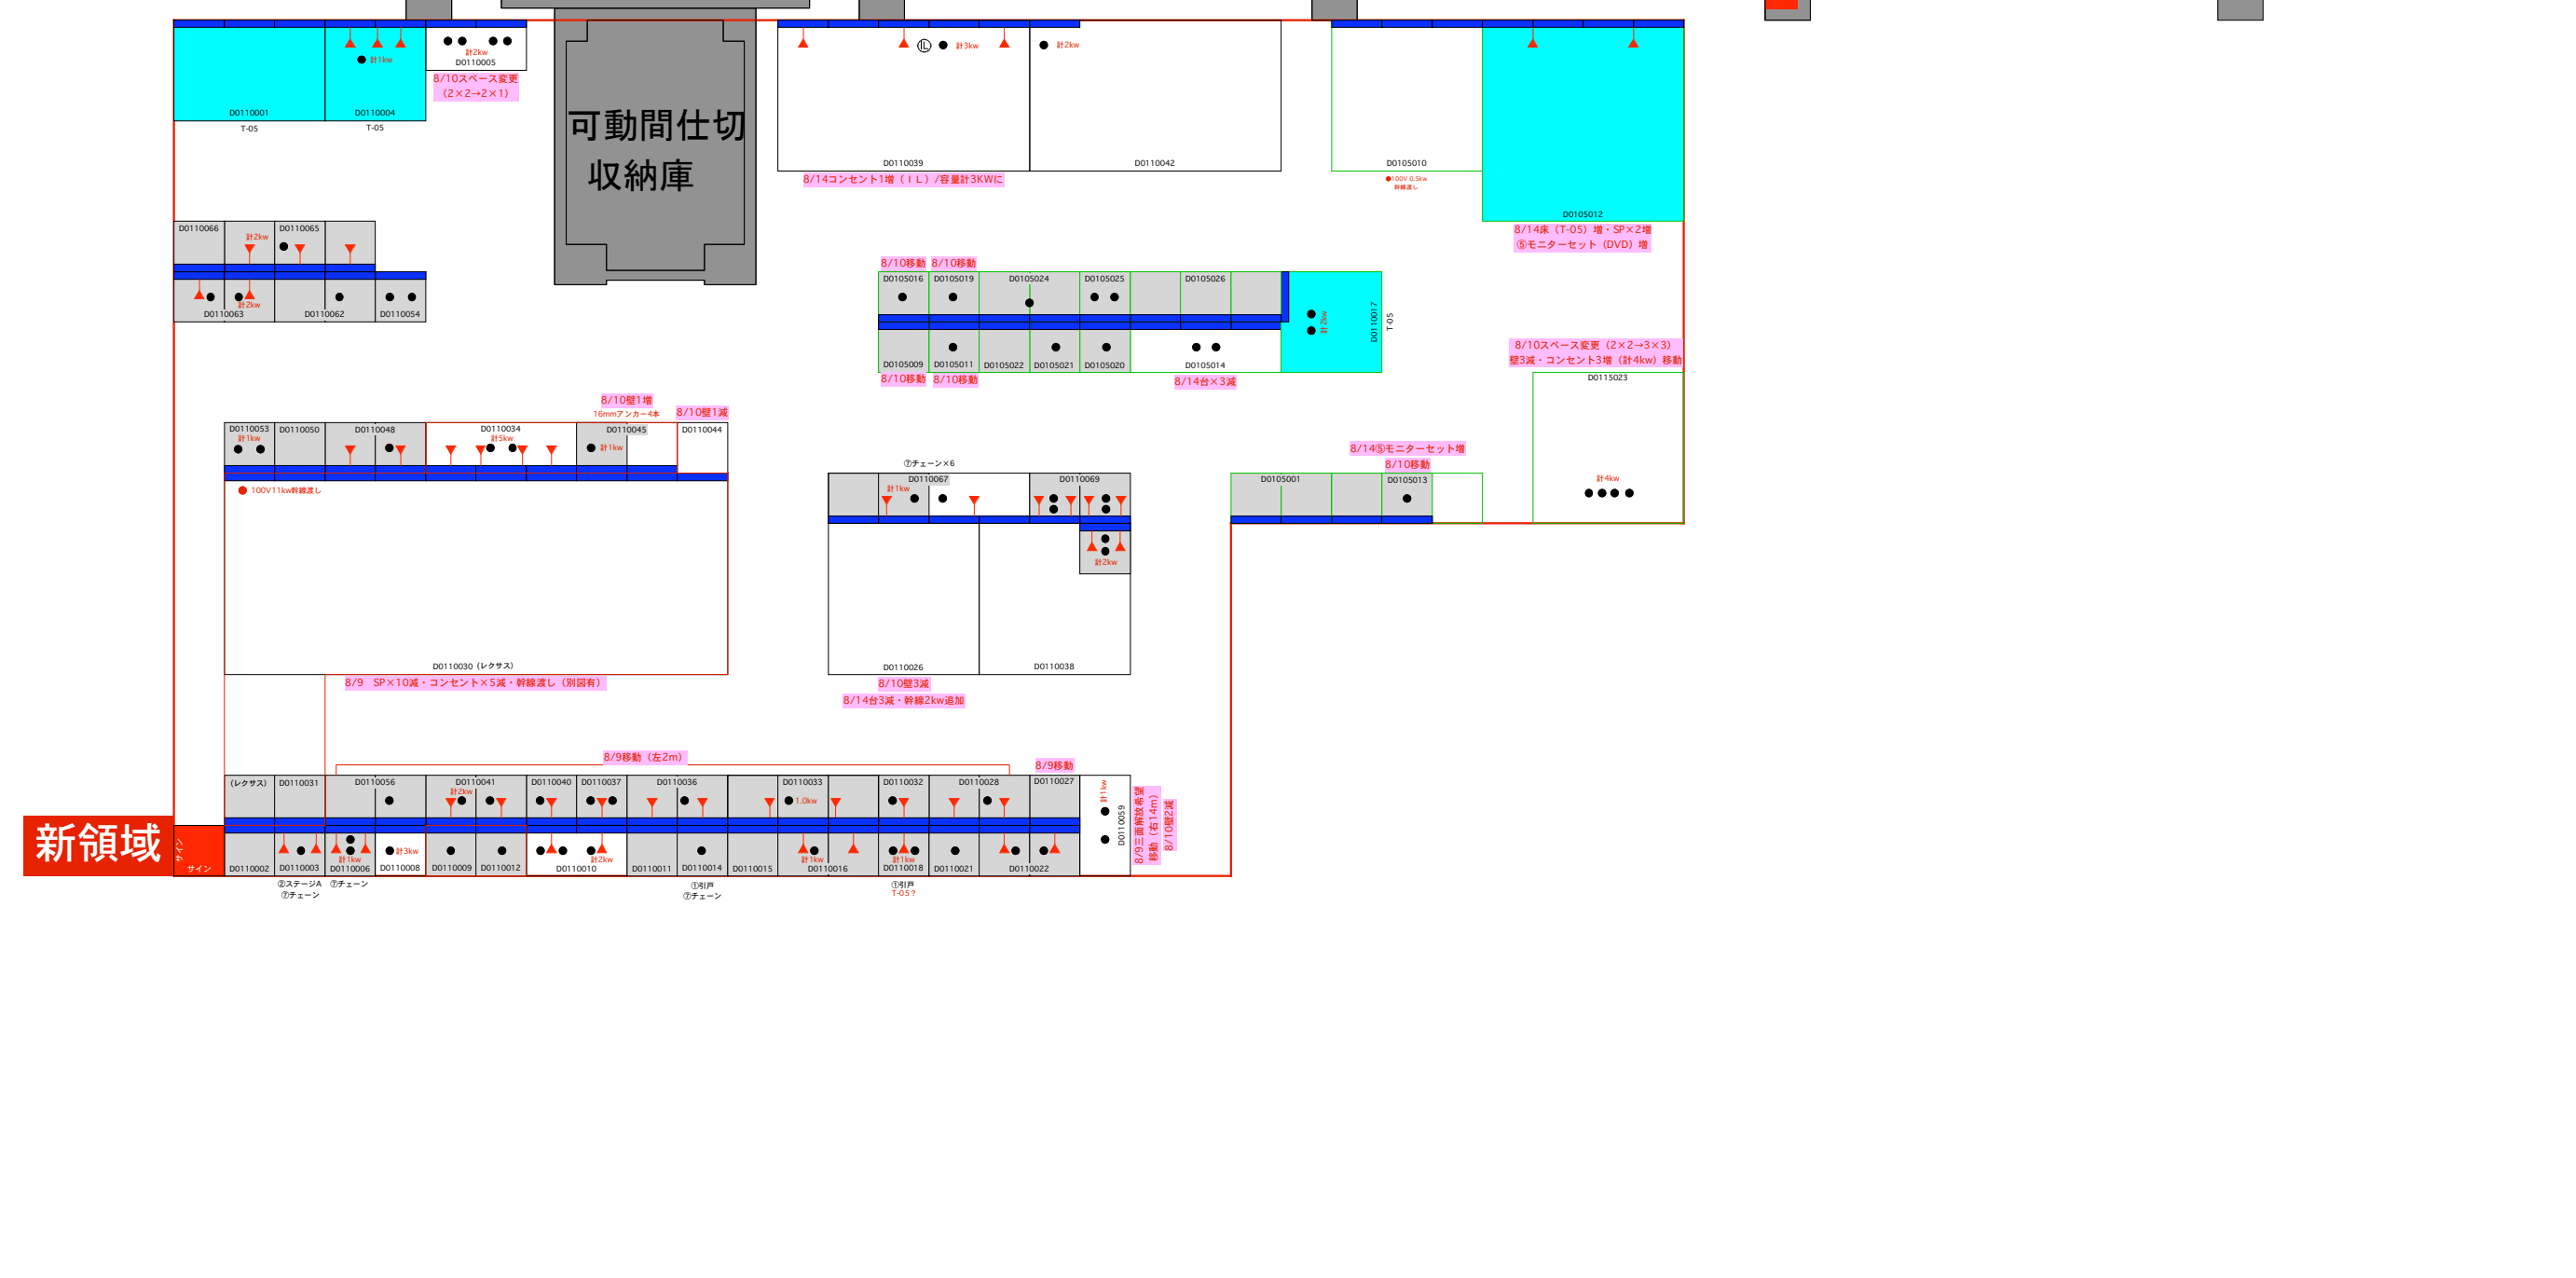 計1kw
計2kw
D0110005
8/10スペース変更
（2×2→2×1）
D0110001
D0110004
T-05
T-05
可動間仕切
収納庫
IL
計3kw
計2kw
D0110039
D0110042
8/14コンセント1増（ＩＬ）/容量計3KWに
D0105010
●100V 0.5kw
幹線渡し
D0105012
8/14床（T-05）増・SP×2増
⑤モニターセット（DVD）増
D0110066
計2kw
D0110065
計2kw
D0110063
D0110062
D0110054
8/10移動
8/10移動
D0105016
D0105019
D0105024
D0105025
D0105026
計2kw
D0110017
T-05
D0105009
D0105011
D0105022
D0105021
D0105020
D0105014
8/10移動
8/10移動
8/14台×3減
8/10スペース変更（2×2→3×3）
壁3減・コンセント3増（計4kw）移動
D0115023
計4kw
8/10壁1増
16mmアンカー4本
8/10壁1減
D0110053
計1kw
D0110050
D0110048
D0110034
計5kw
D0110045
計1kw
D0110044
100V11kw幹線渡し
D0110030（レクサス）
8/9　SP×10減・コンセント×5減・幹線渡し（別図有）
⑦チェーン×6
D0110067
計1kw
D0110069
計2kw
D0110026
D0110038
8/10壁3減
8/14台3減・幹線2kw追加
8/14⑤モニターセット増
8/10移動
D0105001
D0105013
8/9移動（左2m）
8/9移動
（レクサス）
D0110031
D0110056
D0110041
計2kw
D0110040
D0110037
D0110036
D0110033
1.0kw
D0110032
D0110028
D0110027
計1kw
D0110059
8/9三面解放希望
移動（右14m）
8/10壁2減
新領域
サイン
サイン
D0110002
D0110003
計1kw
D0110006
計3kw
D0110008
D0110009
D0110012
計2kw
D0110010
D0110011
D0110014
D0110015
計1kw
D0110016
計1kw
D0110018
D0110021
D0110022
②ステージA
⑦チェーン
⑦チェーン
①引戸
⑦チェーン
①引戸
T-05？